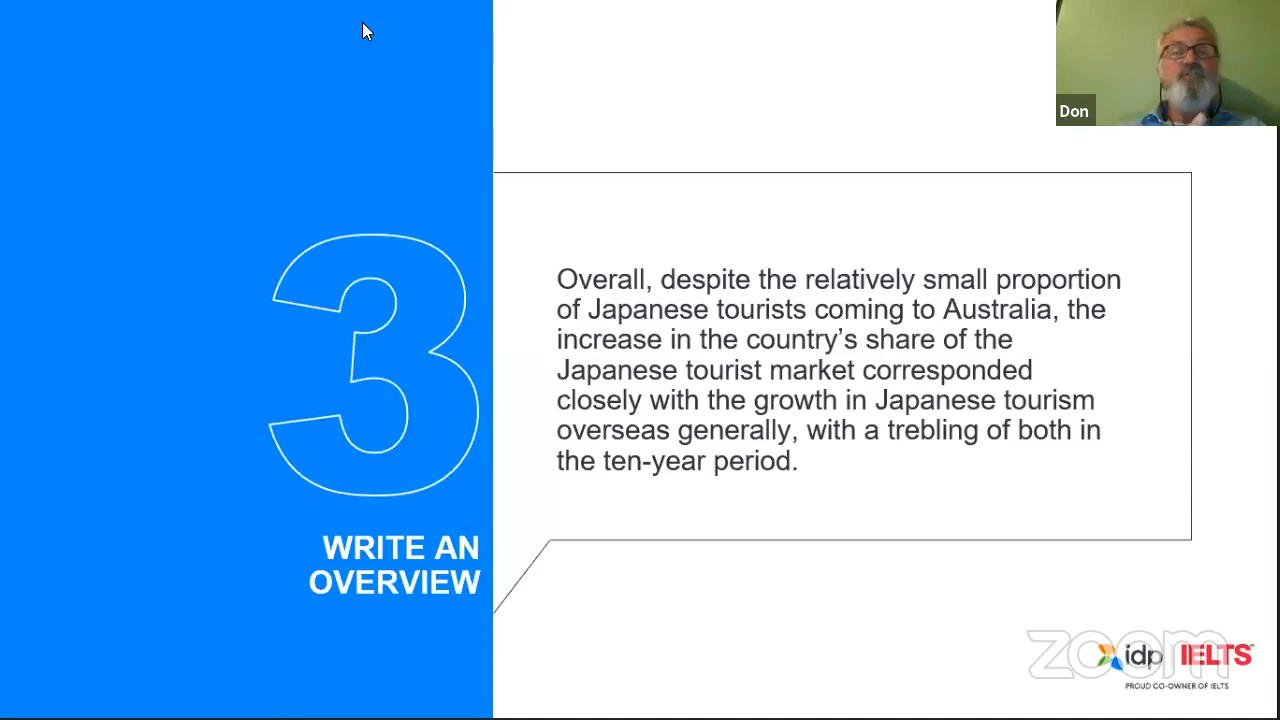 Don
3
WRITE AN
OVERVIEW
Overall, despite the relatively small proportion
of Japanese tourists coming to Australia, the
increase in the country’s share of the
Japanese tourist market corresponded
closely with the growth in Japanese tourism
overseas generally, with a trebling of both in
the ten-year period.
zoom
idp IELTS
PROUD CO-OWNER OF IELTS